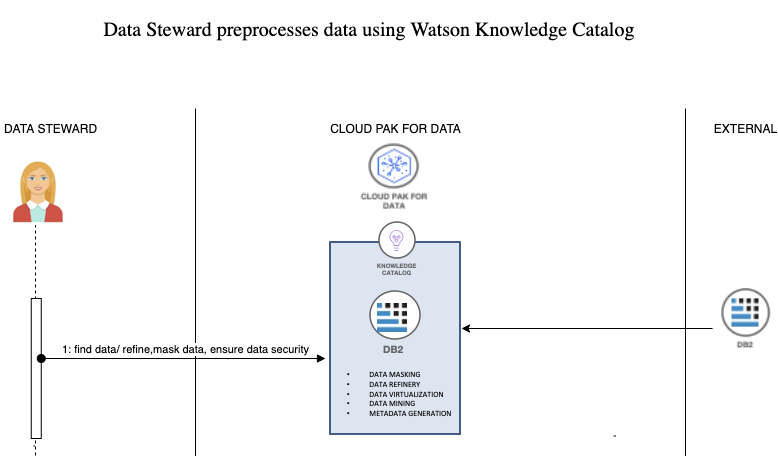 Data Steward preprocesses data using Watson Knowledge Catalog
DATA STEWARD
CLOUD PAK FOR DATA
EXTERNAL
CLOUD PAK FOR
DATA
KNOWLEDGE
CATALOG
DB2
DB2
1: find data/ refine,mask data, ensure data security
• DATA MASKING
• DATA REFINERY
• DATA VIRTUALIZATION
• DATA MINING
• METADATA GENERATION